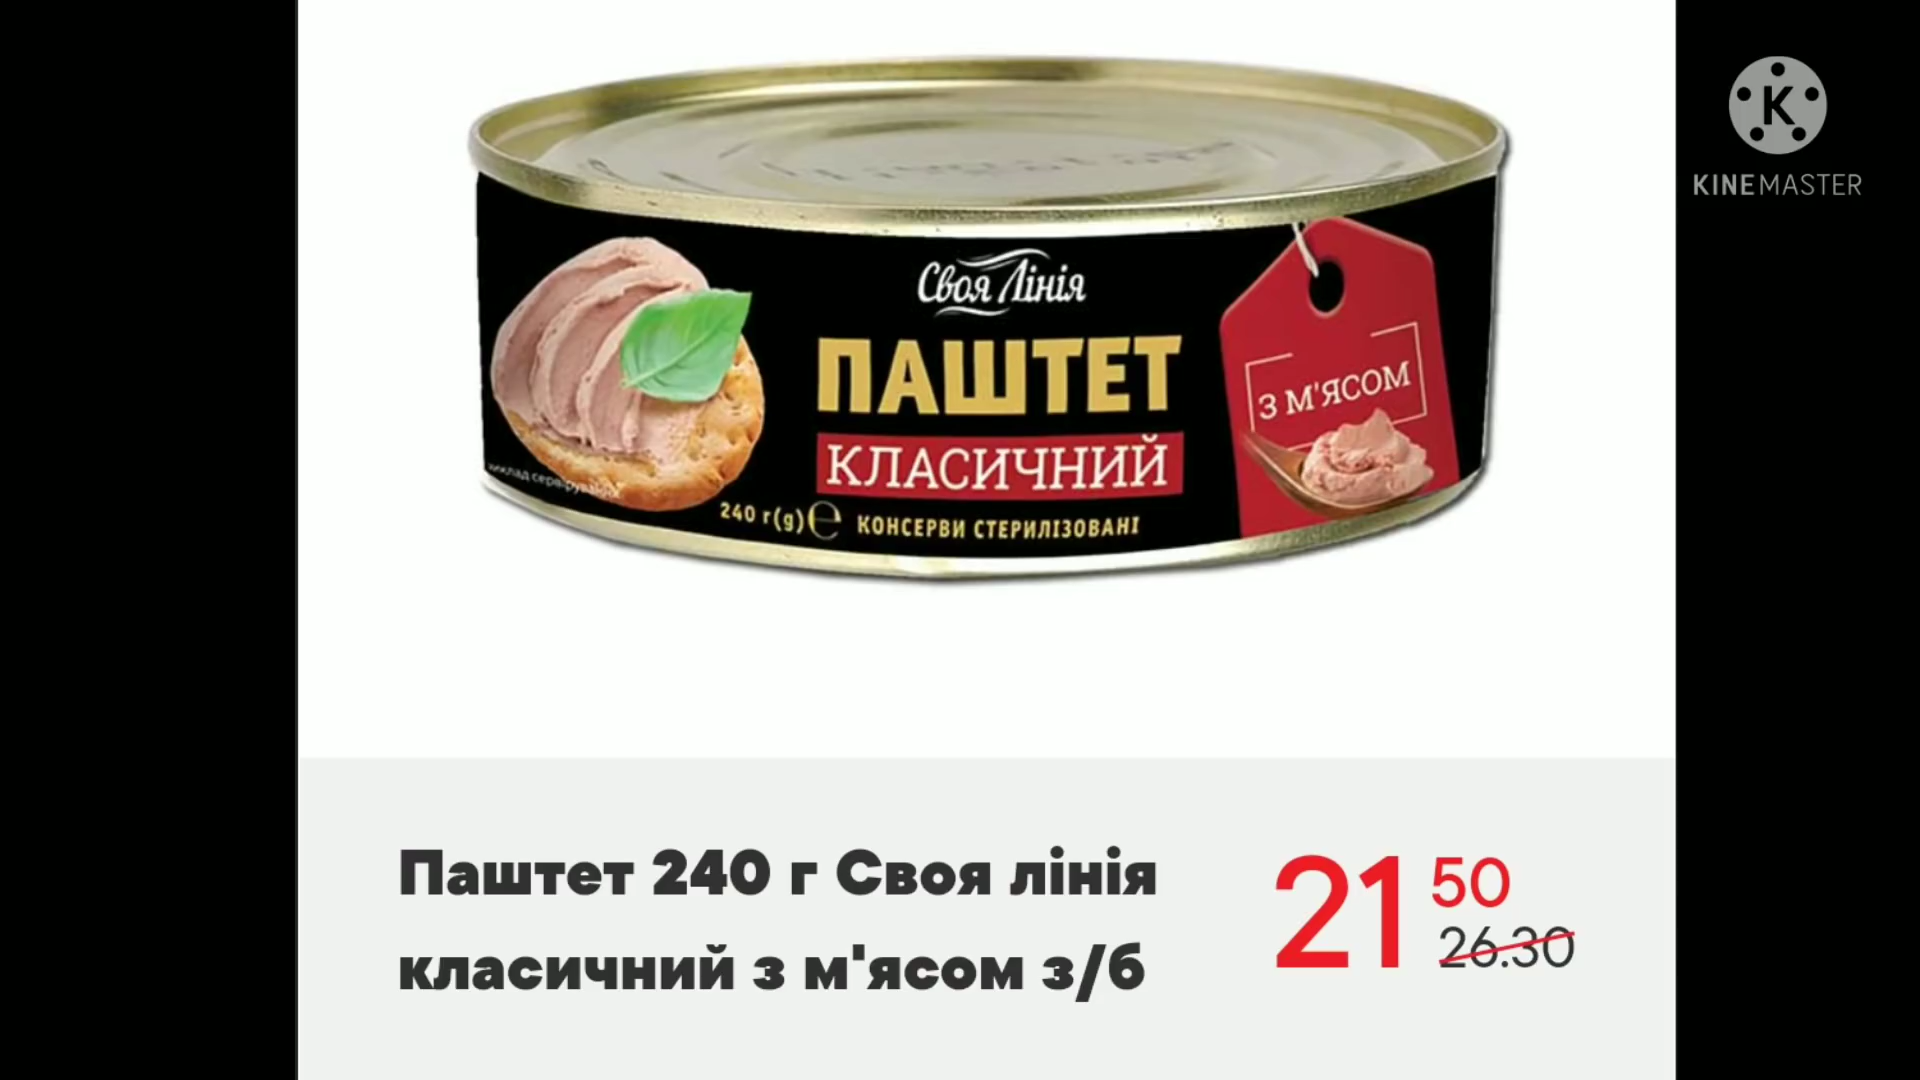 Своя Лінія
ПАШТЕТ
КЛАСИЧНИЙ
240 г(g) ℮ КОНСЕРВИ СТЕРИЛІЗОВАНІ
З М'ЯСОМ
K
KINEMASTER
Паштет 240 г Своя лінія
класичний з м'ясом з/б
21 50
26.30